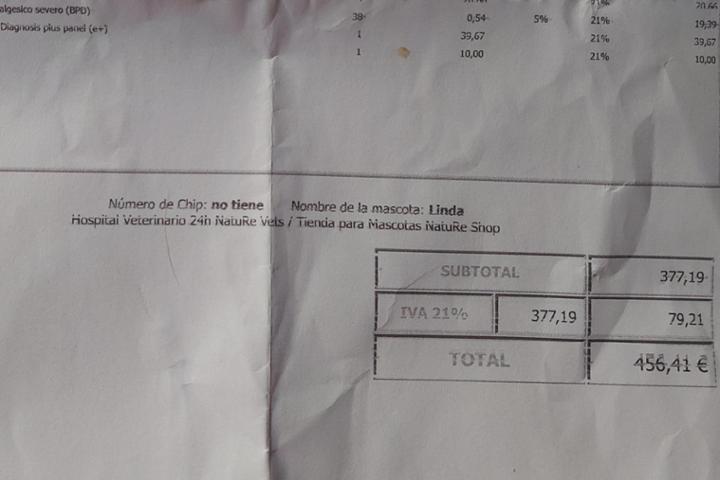 21% 20,66
algesico severo (BPD) 38 0,54 5% 21% 19,39
Diagnosis plus panel (e+) 1 39,67 21% 39,67
1 10,00 21% 10,00
Número de Chip: no tiene Nombre de la mascota: Linda
Hospital Veterinario 24h NatuRe Vets / Tienda para Mascotas NatuRe Shop
SUBTOTAL 377,19
IVA 21% 377,19 79,21
TOTAL 456,41 €